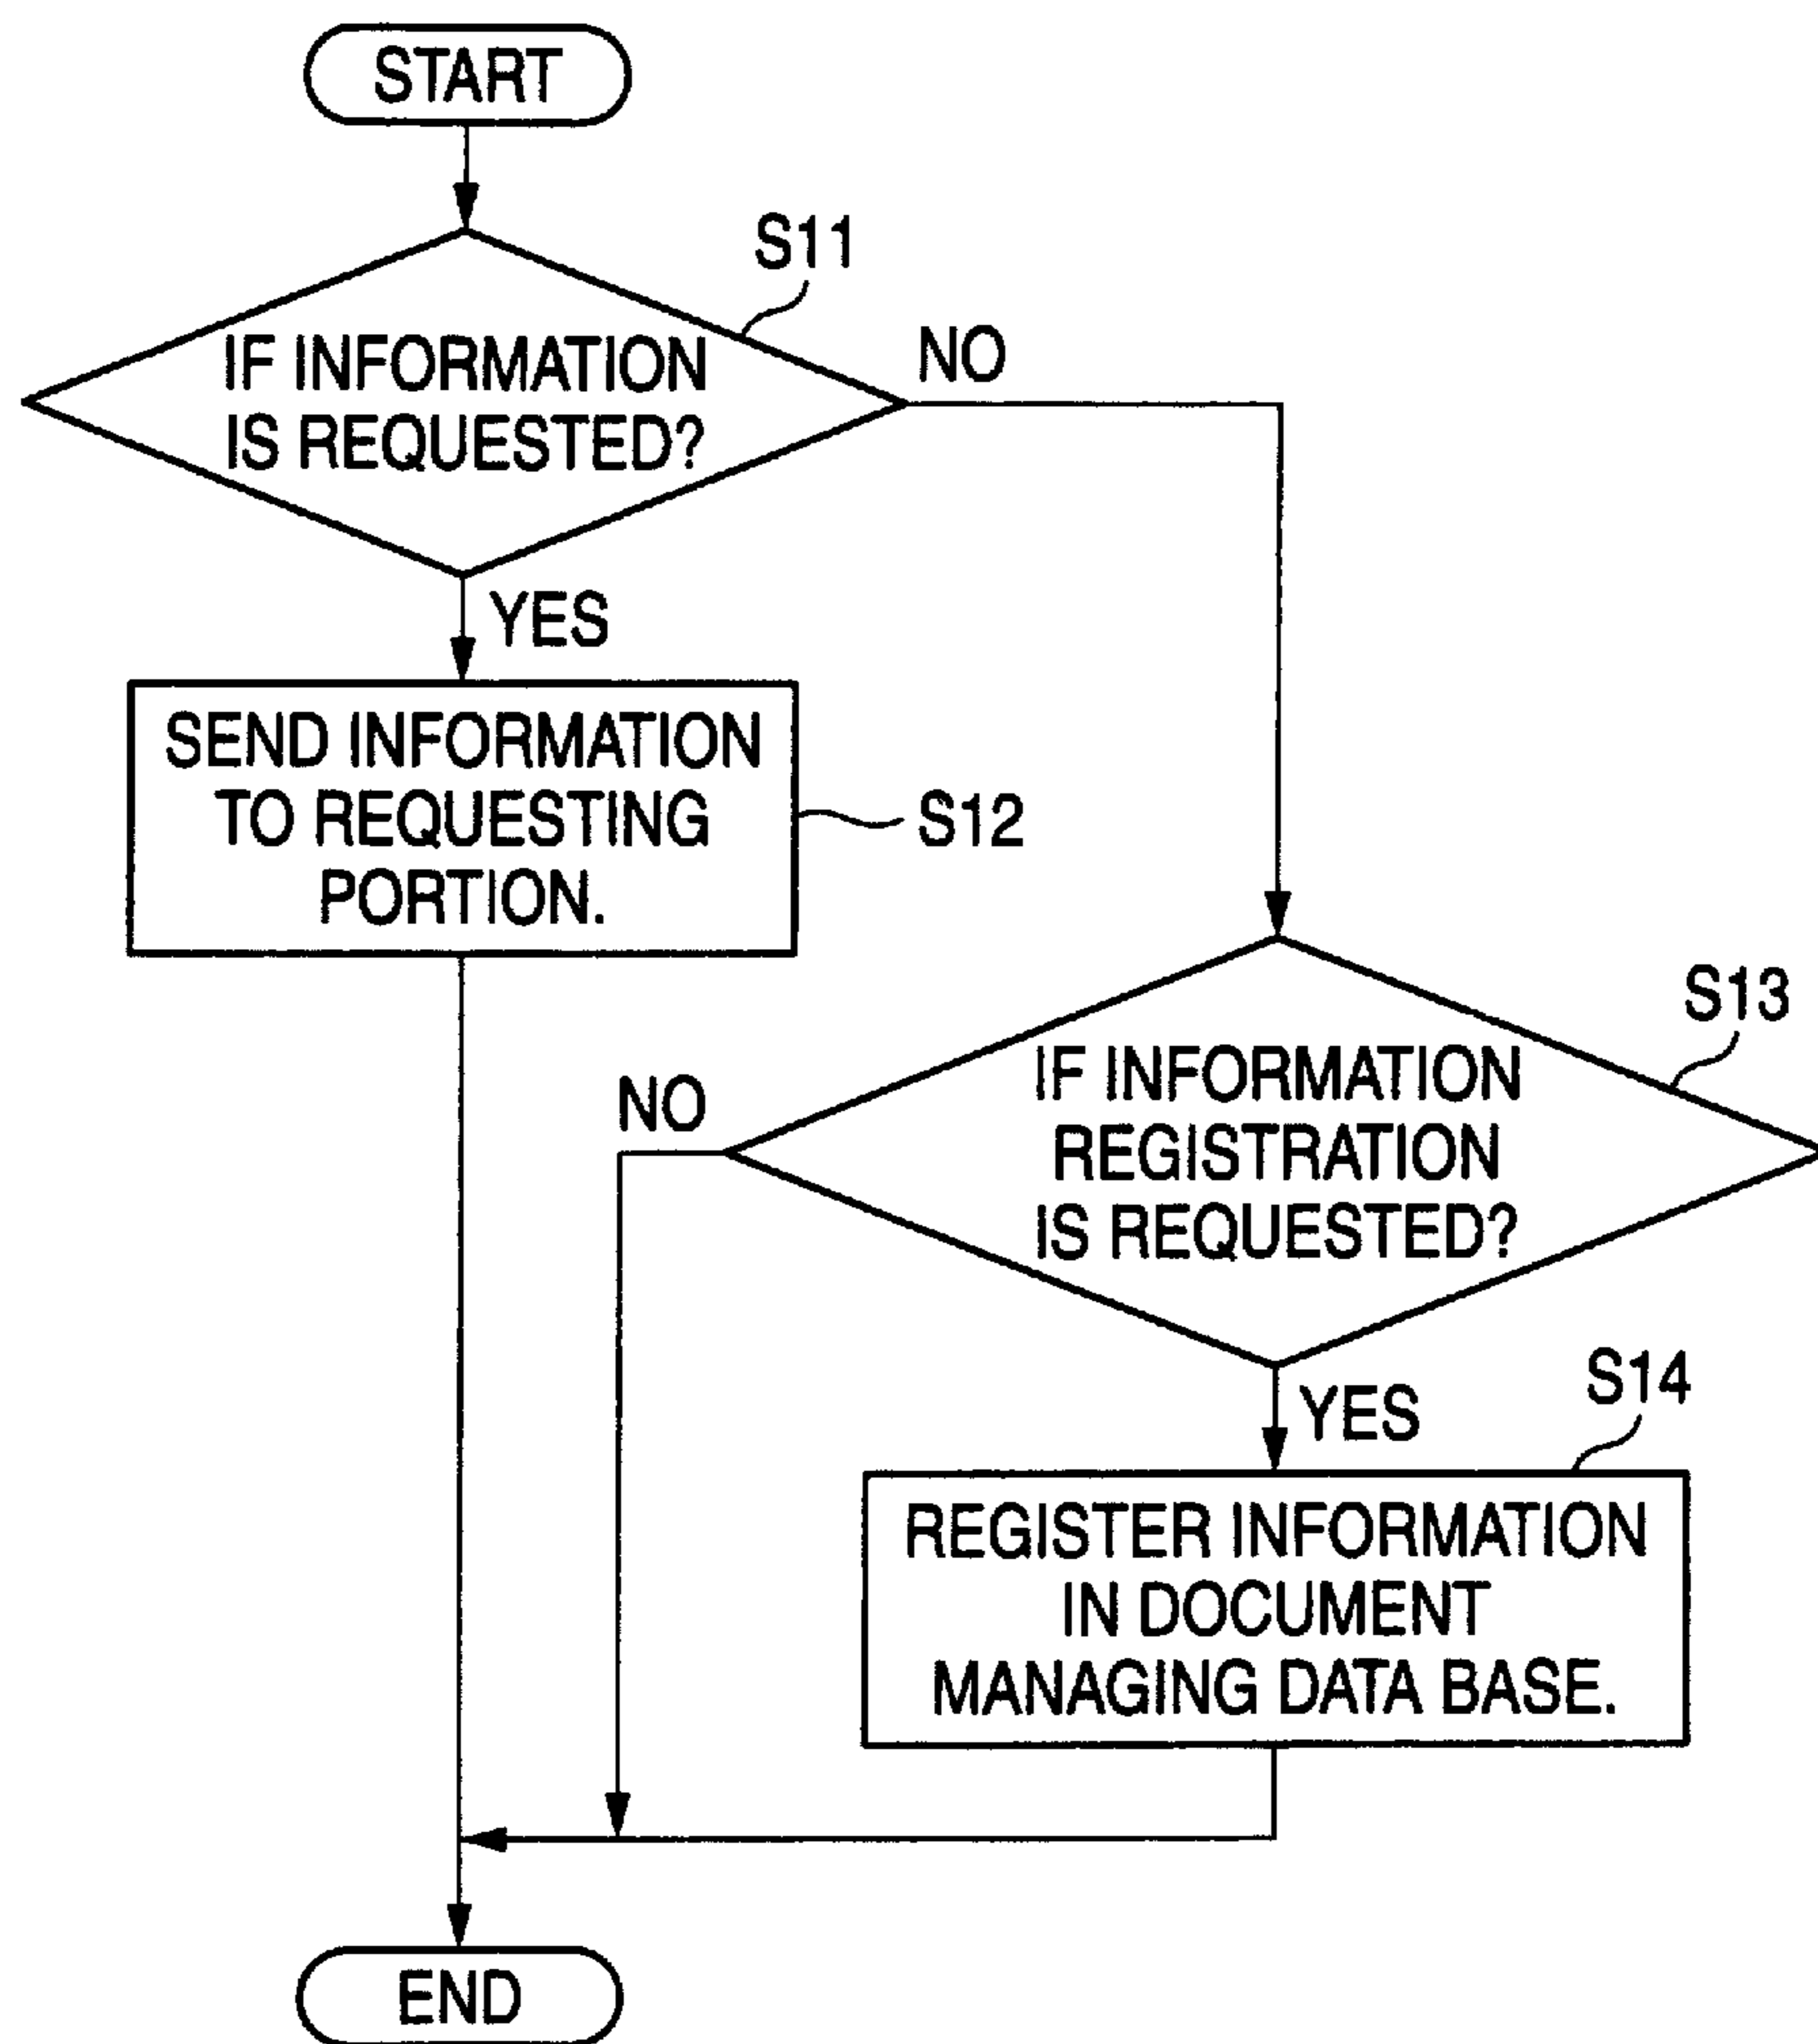 START
S11
IF INFORMATION
IS REQUESTED?
NO
YES
SEND INFORMATION
TO REQUESTING
PORTION.
S12
S13
IF INFORMATION
REGISTRATION
IS REQUESTED?
NO
YES
S14
REGISTER INFORMATION
IN DOCUMENT
MANAGING DATA BASE.
END